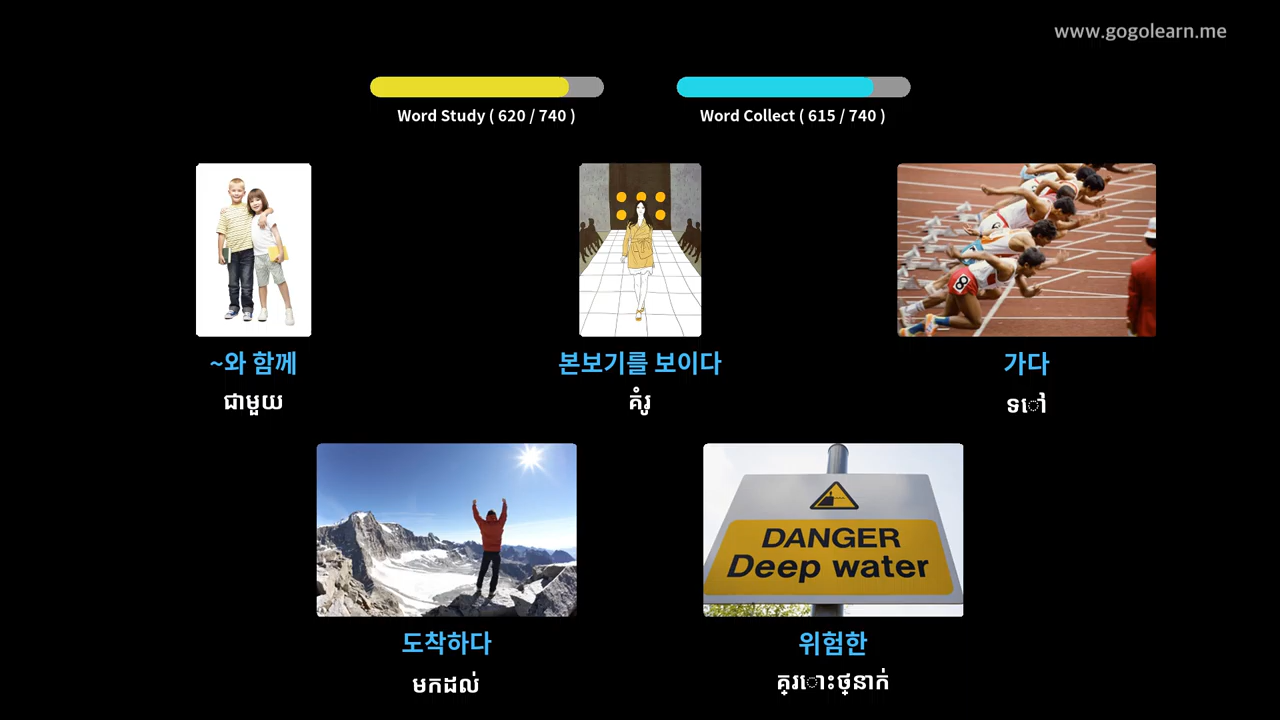 www.gogolearn.me
Word Study ( 620 / 740 )
Word Collect ( 615 / 740 )
~와 함께
ជាមួយ
본보기를 보이다
គំរូ
가다
ទៅ
8
도착하다
មកដល់
DANGER
Deep water
위험한
គ្រោះថ្នាក់